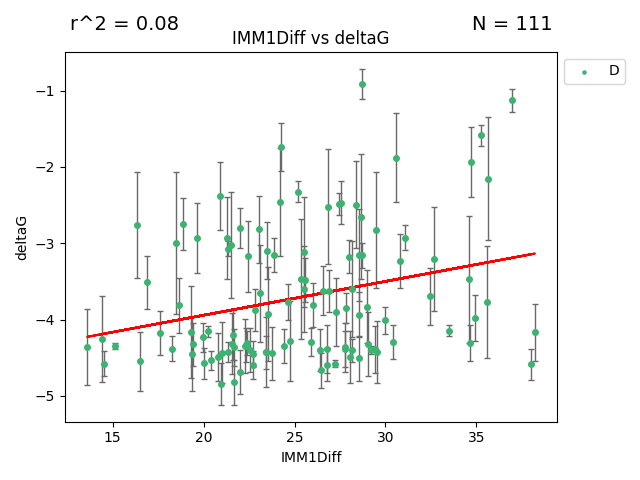 r^2 = 0.08 N = 111
IMM1Diff vs deltaG
D
−1
−2
−3
−4
−5
deltaG
15 20 25 30 35
IMM1Diff